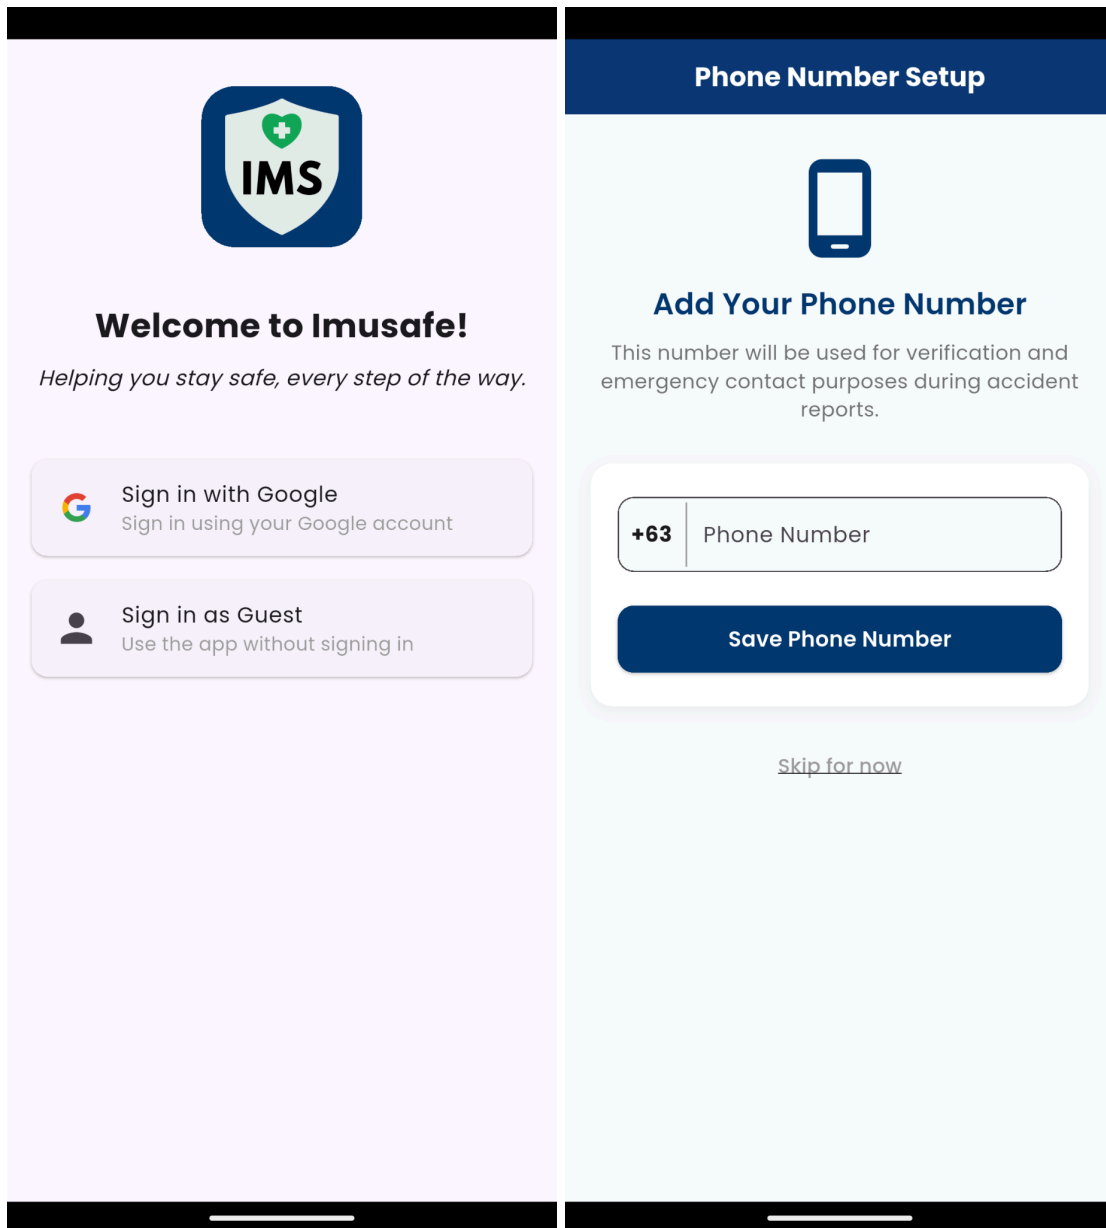 IMS
Welcome to Imusafe!
Helping you stay safe, every step of the way.
Sign in with Google
Sign in using your Google account
Sign in as Guest
Use the app without signing in
Phone Number Setup
Add Your Phone Number
This number will be used for verification and
emergency contact purposes during accident
reports.
+63 Phone Number
Save Phone Number
Skip for now